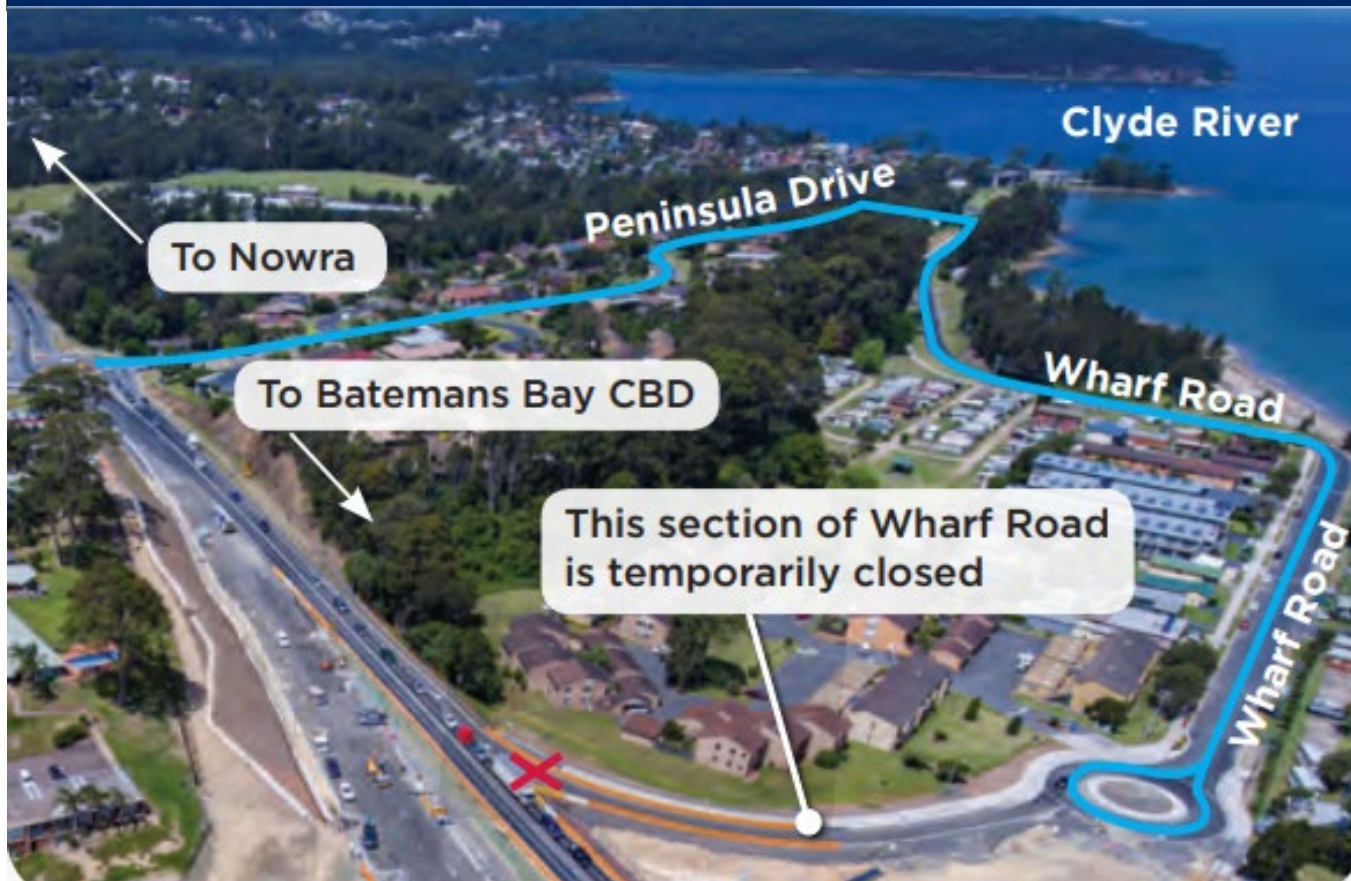 Clyde River
Peninsula Drive
To Nowra
Wharf Road
To Batemans Bay CBD
This section of Wharf Road
is temporarily closed
Wharf Road